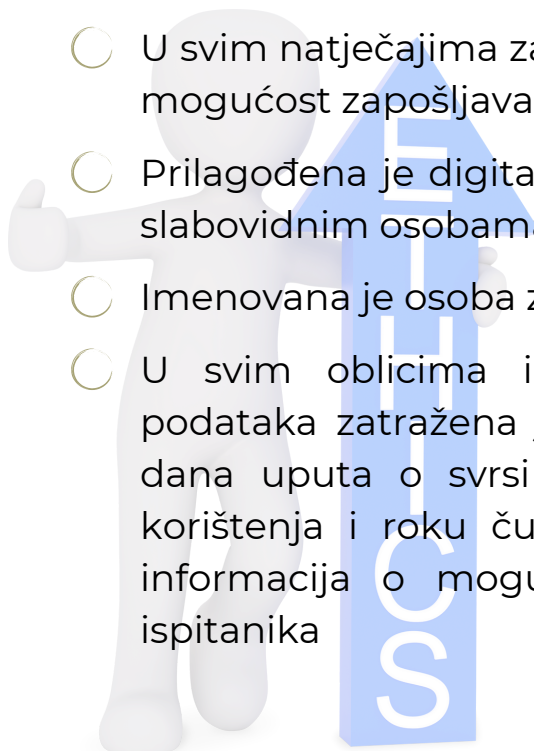 U svim natječajima za
mogućost zapošljava
Prilagođena je digita
slabovidnim osobama
Imenovana je osoba z
U svim oblicima i
podataka zatražena
dana uputa o svrsi
korištenja i roku ču
informacija o mogu
ispitanika
ETHICS